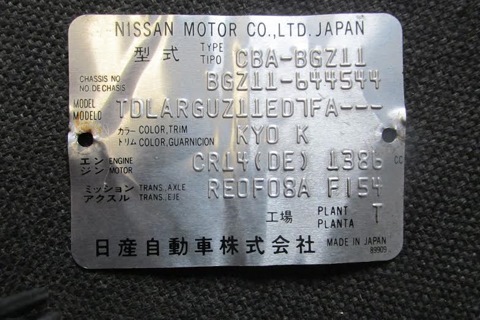 NISSAN MOTOR CO.,LTD. JAPAN
型式 TYPE TIPO CBA-BGZ11
CHASSIS NO. NO. DE CHASIS BGZ11-644544
MODEL MODELO TDLARGUZ11ED7FA---
カラー COLOR,TRIM トリム COLOR,GUARNICION KYO K
エンジン ENGINE MOTOR CR14(DE) 1386 CC
ミッション TRANS.,AXLE アクスル TRANS.,EJE RE0F08A F154
工場 PLANT PLANTA T
日産自動車株式会社 MADE IN JAPAN
89909